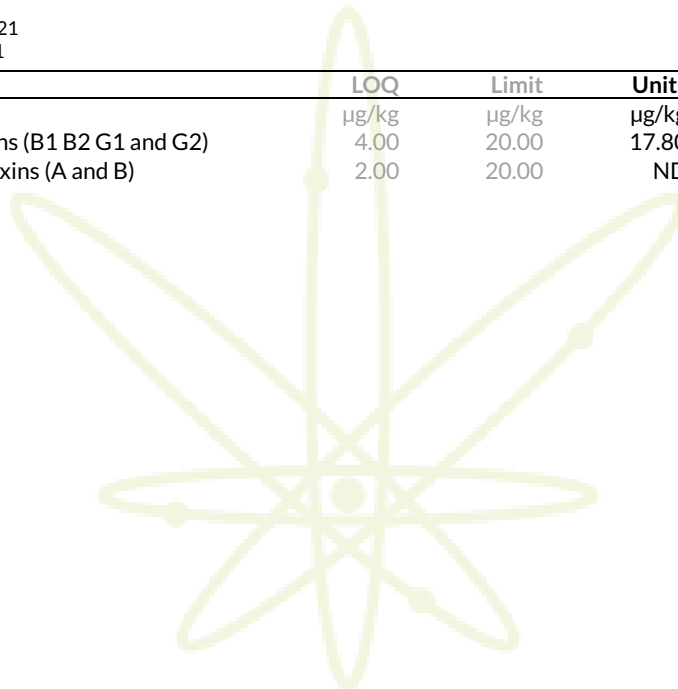 21
1
LOQ Limit Unit
µg/kg µg/kg µg/kg
ns (B1 B2 G1 and G2) 4.00 20.00 17.80
xins (A and B) 2.00 20.00 ND